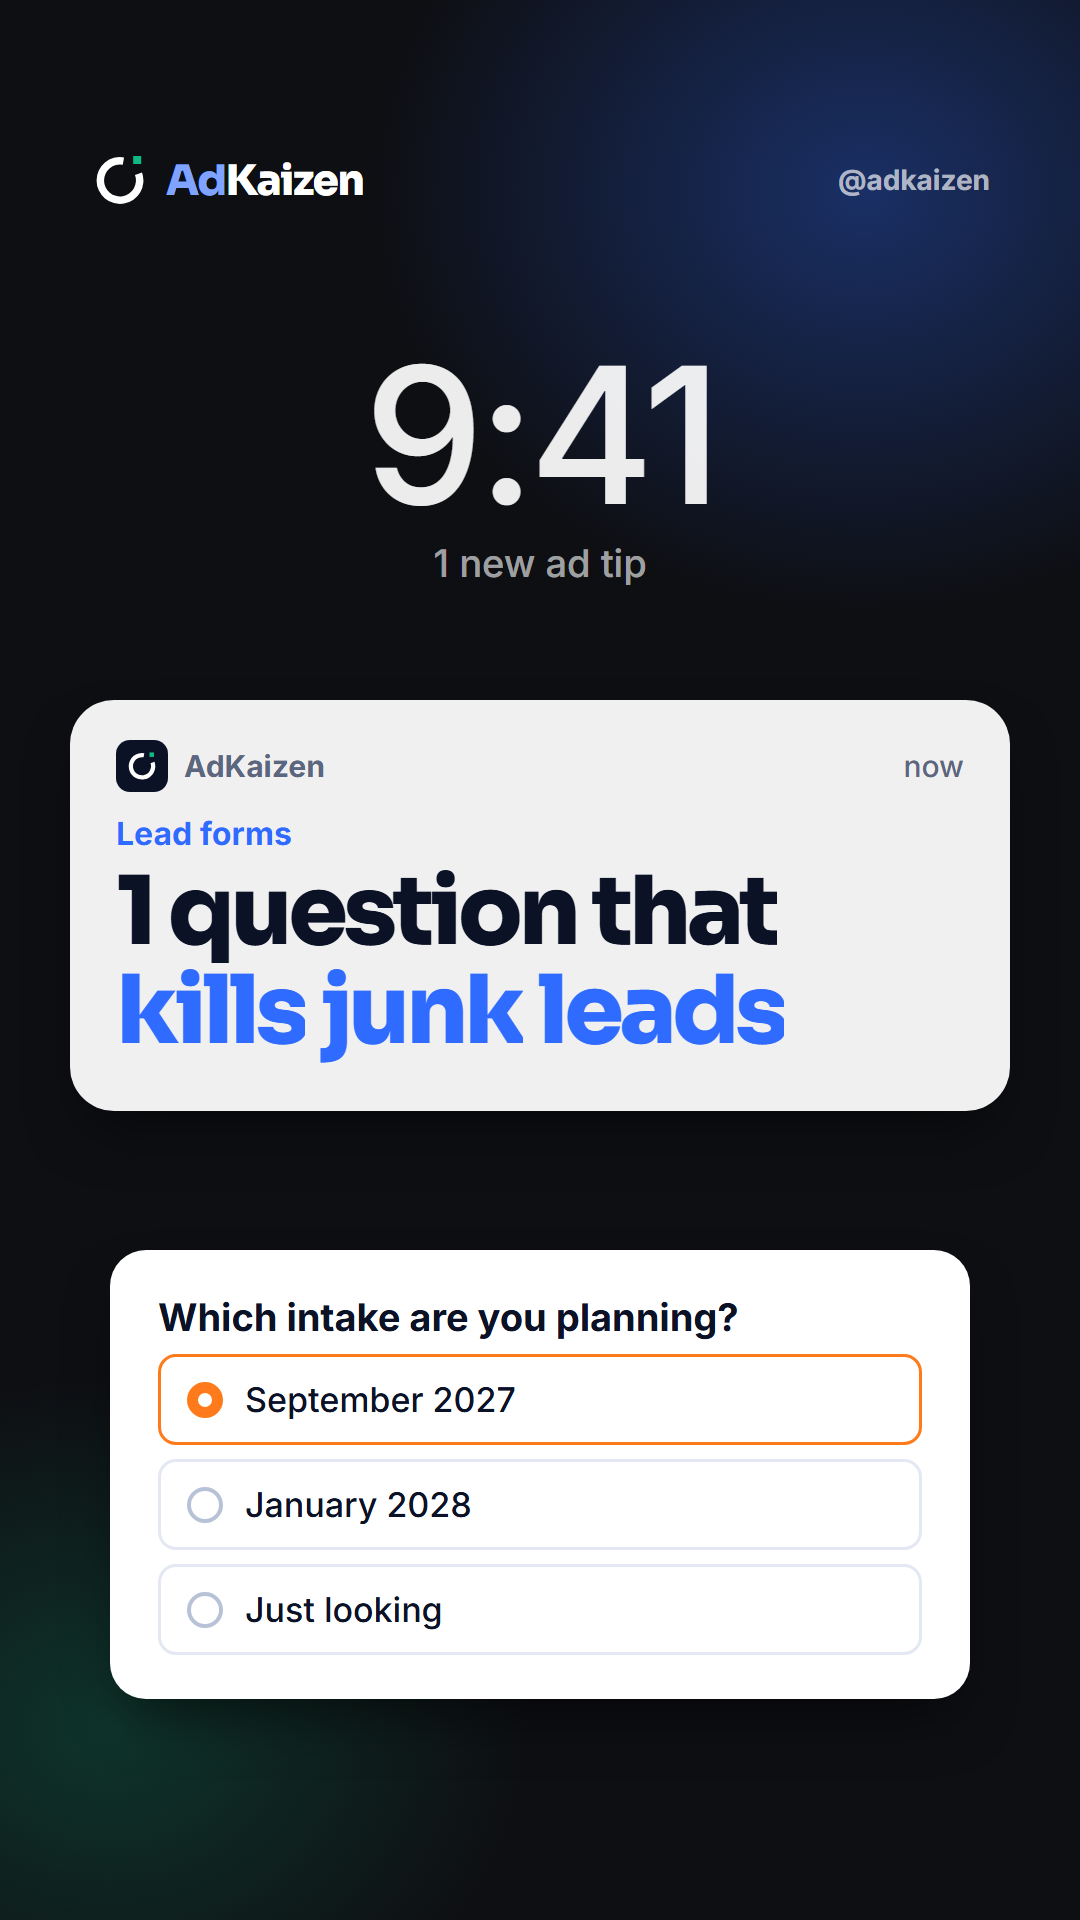 AdKaizen
@adkaizen
9:41
1 new ad tip
AdKaizen
now
Lead forms
1 question that
kills junk leads
Which intake are you planning?
September 2027
January 2028
Just looking